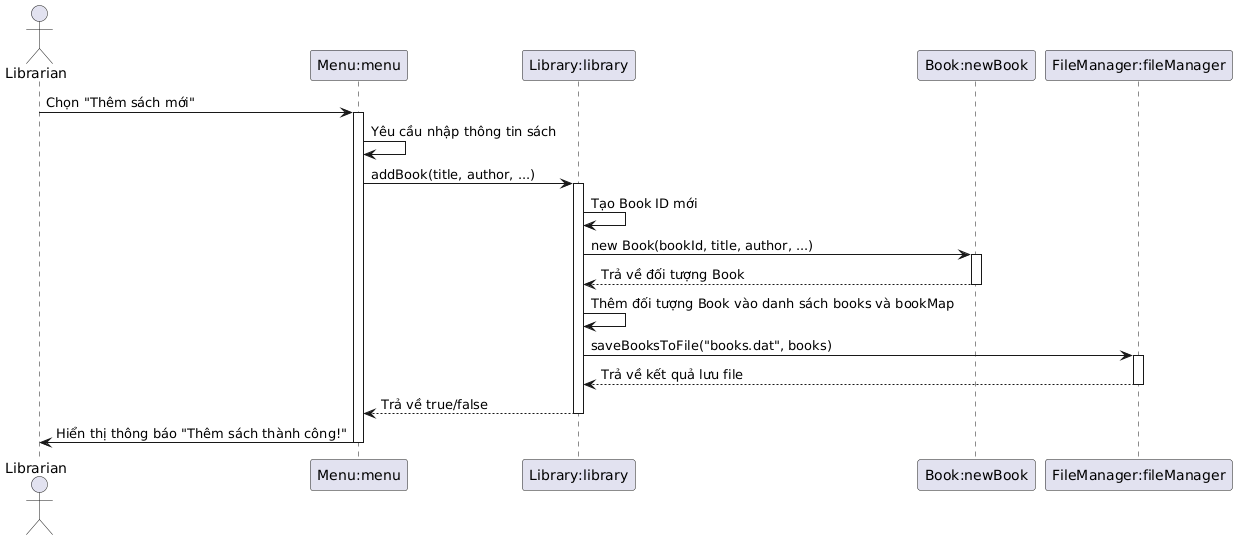 Librarian
Menu:menu
Library:library
Book:newBook
FileManager:fileManager
Chọn "Thêm sách mới"
Yêu cầu nhập thông tin sách
addBook(title, author, ...)
Tạo Book ID mới
new Book(bookId, title, author, ...)
Trả về đối tượng Book
Thêm đối tượng Book vào danh sách books và bookMap
saveBooksToFile("books.dat", books)
Trả về kết quả lưu file
Trả về true/false
Hiển thị thông báo "Thêm sách thành công!"
Librarian
Menu:menu
Library:library
Book:newBook
FileManager:fileManager